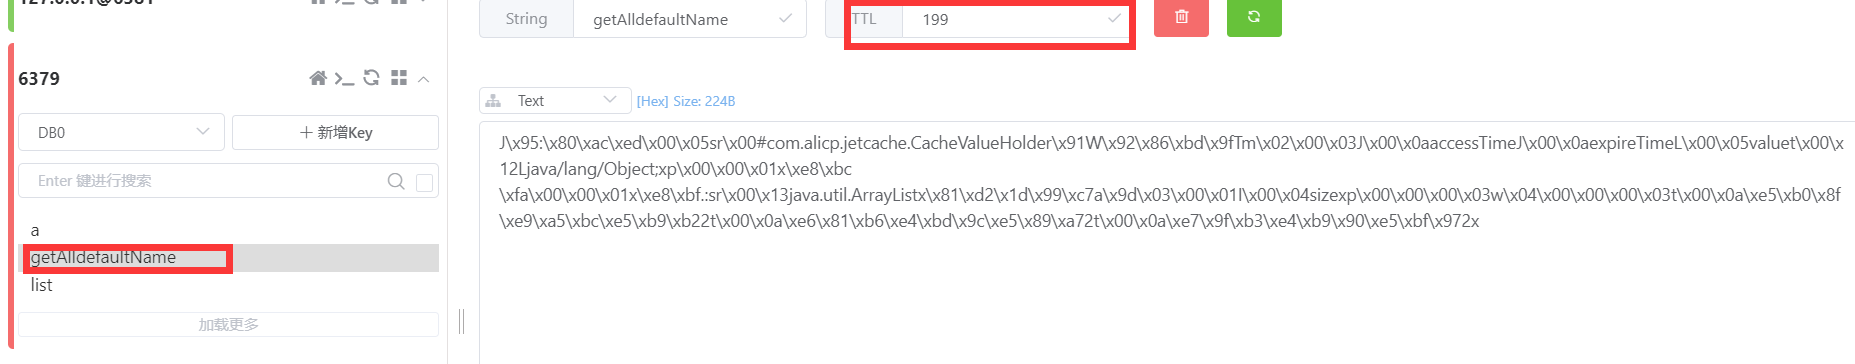 127.0.0.1@6381
6379
DB0
新增Key
Enter 键进行搜索
a
getAlldefaultName
list
加载更多
String
getAlldefaultName
TTL
199
Text
[Hex] Size: 224B
J\x95:\x80\xac\xed\x00\x05sr\x00#com.alicp.jetcache.CacheValueHolder\x91W\x92\x86\xbd\x9fTm\x02\x00\x03J\x00\x0aaccessTimeJ\x00\x0aexpireTimeL\x00\x05valuet\x00\x
12Ljava/lang/Object;xp\x00\x00\x01x\xe8\xbc
\xfa\x00\x00\x01x\xe8\xbf.:sr\x00\x13java.util.ArrayListx\x81\xd2\x1d\x99\xc7a\x9d\x03\x00\x01I\x00\x04sizexp\x00\x00\x00\x03w\x04\x00\x00\x00\x03t\x00\x0a\xe5\xb0\x8f
\xe9\xa5\xbc\xe5\xb9\xb22t\x00\x0a\xe6\x81\xb6\xe4\xbd\x9c\xe5\x89\xa72t\x00\x0a\xe7\x9f\xb3\xe4\xb9\x90\xe5\xbf\x972x